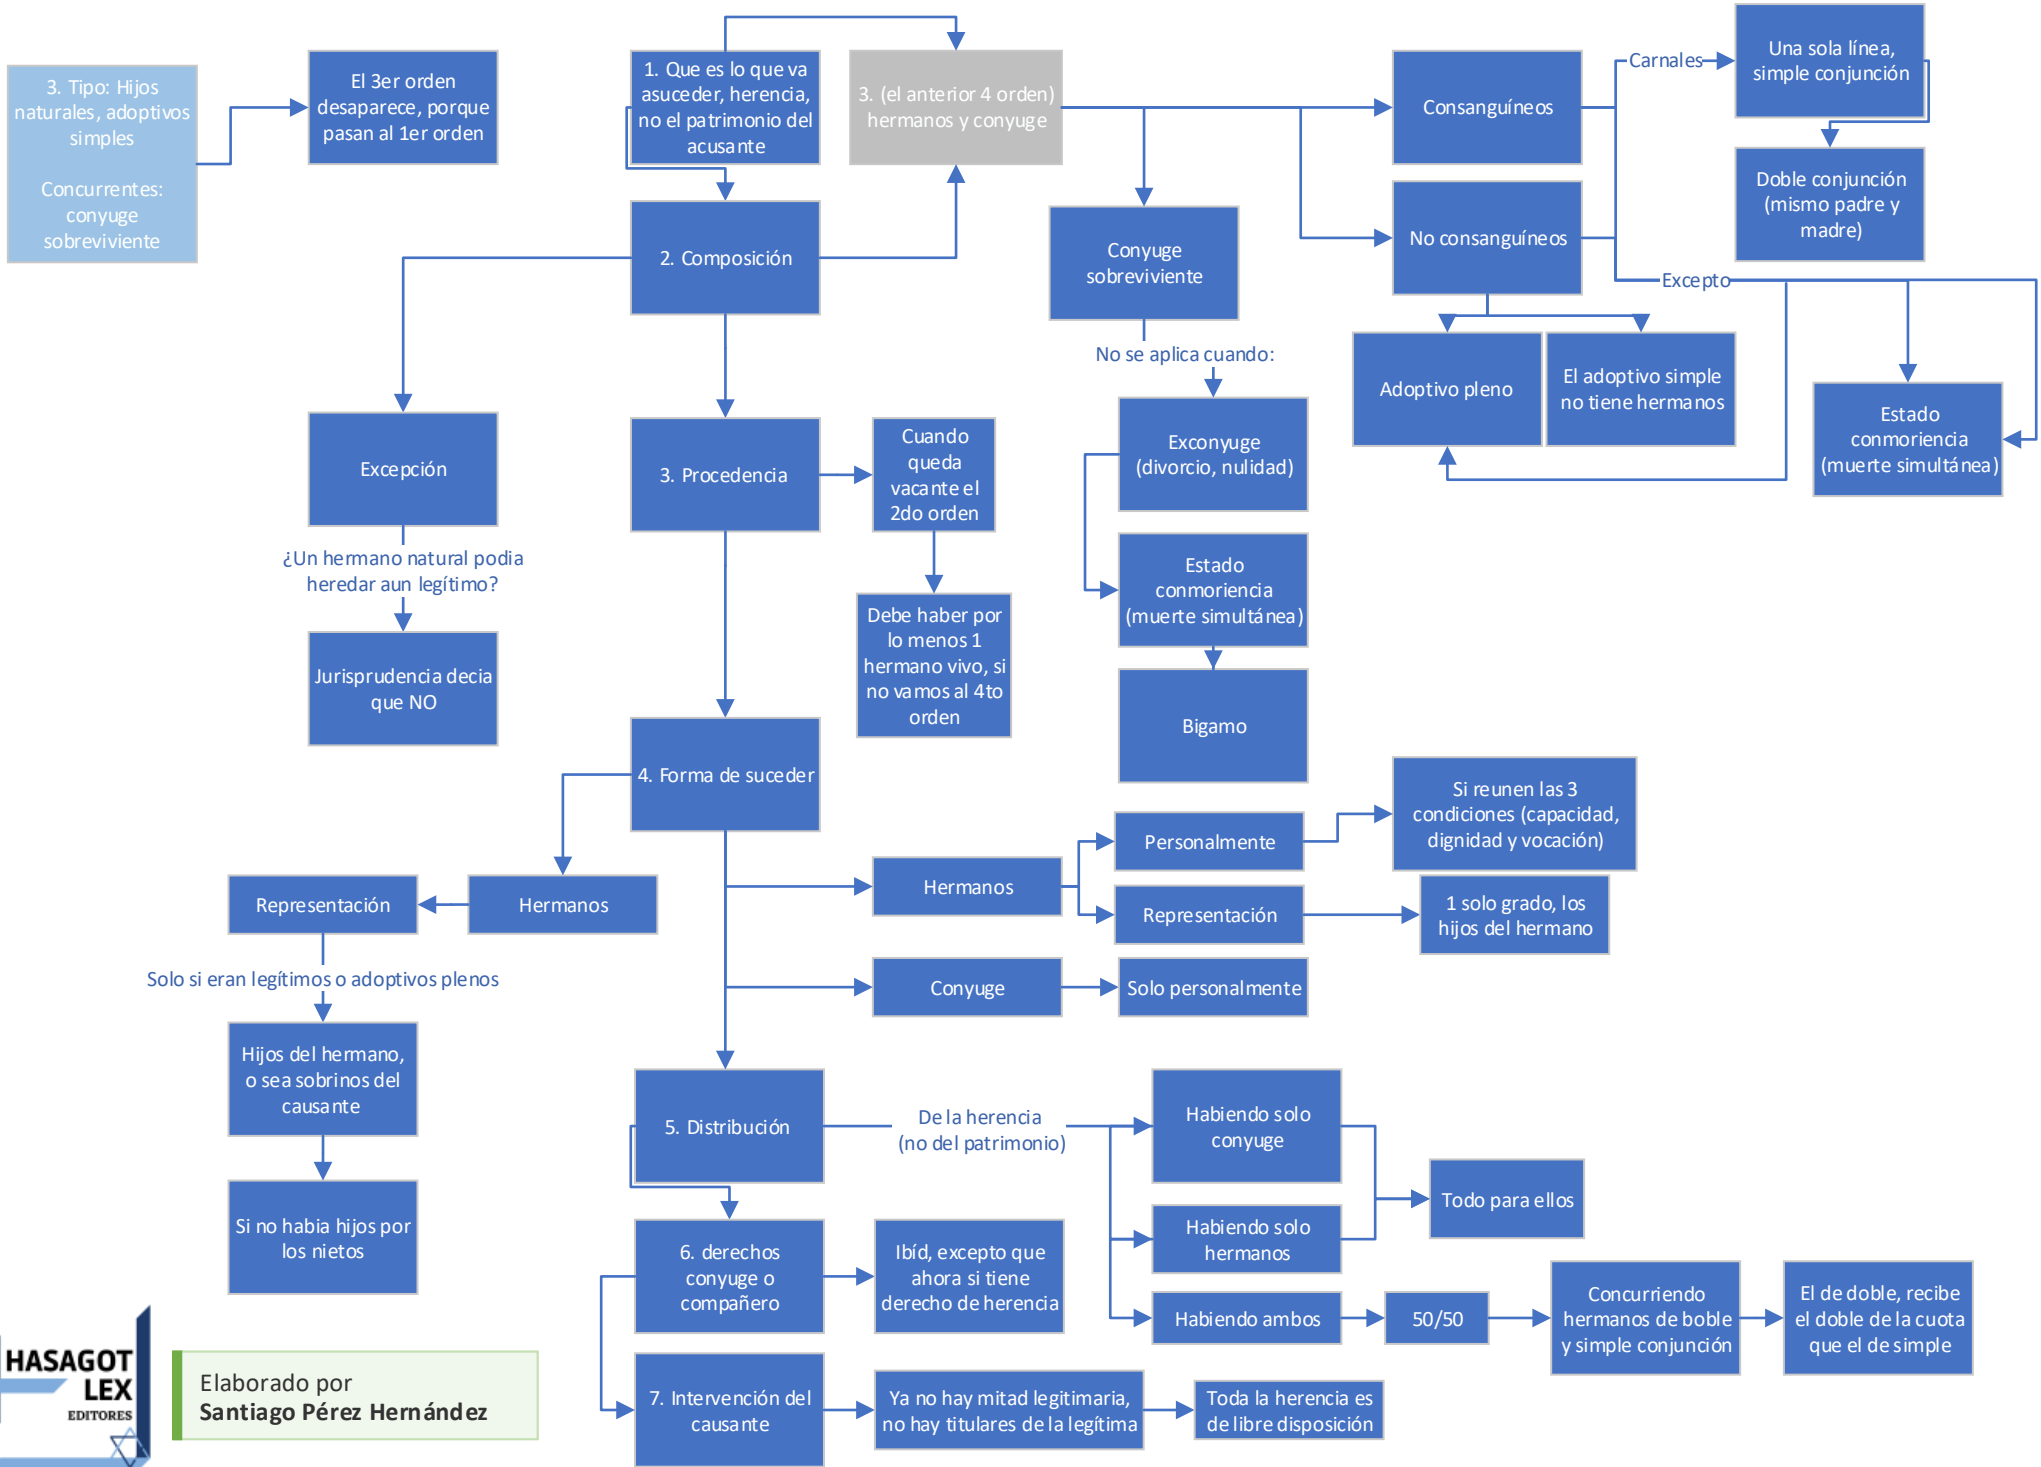 3. Tipo: Hijos
naturales, adoptivos
simples
Concurrentes:
conyuge
sobreviviente
El 3er orden
desaparece, porque
pasan al 1er orden
1. Que es lo que va
asuceder, herencia,
no el patrimonio del
acusante
3. (el anterior 4 orden)
hermanos y conyuge
Consanguíneos
Carnales
Una sola línea,
simple conjunción
Doble conjunción
(mismo padre y
madre)
2. Composición
Conyuge
sobreviviente
No consanguíneos
Excepto
No se aplica cuando:
Adoptivo pleno
El adoptivo simple
no tiene hermanos
Estado
conmoriencia
(muerte simultánea)
Excepción
3. Procedencia
Cuando
queda
vacante el
2do orden
Exconyuge
(divorcio, nulidad)
¿Un hermano natural podia
heredar aun legítimo?
Estado
conmoriencia
(muerte simultánea)
Debe haber por
lo menos 1
hermano vivo, si
no vamos al 4to
orden
Jurisprudencia decia
que NO
Bigamo
4. Forma de suceder
Personalmente
Si reunen las 3
condiciones (capacidad,
dignidad y vocación)
Representación
Hermanos
Hermanos
Representación
1 solo grado, los
hijos del hermano
Solo si eran legítimos o adoptivos plenos
Conyuge
Solo personalmente
Hijos del hermano,
o sea sobrinos del
causante
5. Distribución
De la herencia
(no del patrimonio)
Habiendo solo
conyuge
Todo para ellos
Si no habia hijos por
los nietos
6. derechos
conyuge o
compañero
Ibíd, excepto que
ahora si tiene
derecho de herencia
Habiendo solo
hermanos
Habiendo ambos
50/50
Concurriendo
hermanos de boble
y simple conjunción
El de doble, recibe
el doble de la cuota
que el de simple
HASAGOT
LEX
EDITORES
Elaborado por
Santiago Pérez Hernández
7. Intervención del
causante
Ya no hay mitad legitimaria,
no hay titulares de la legítima
Toda la herencia es
de libre disposición